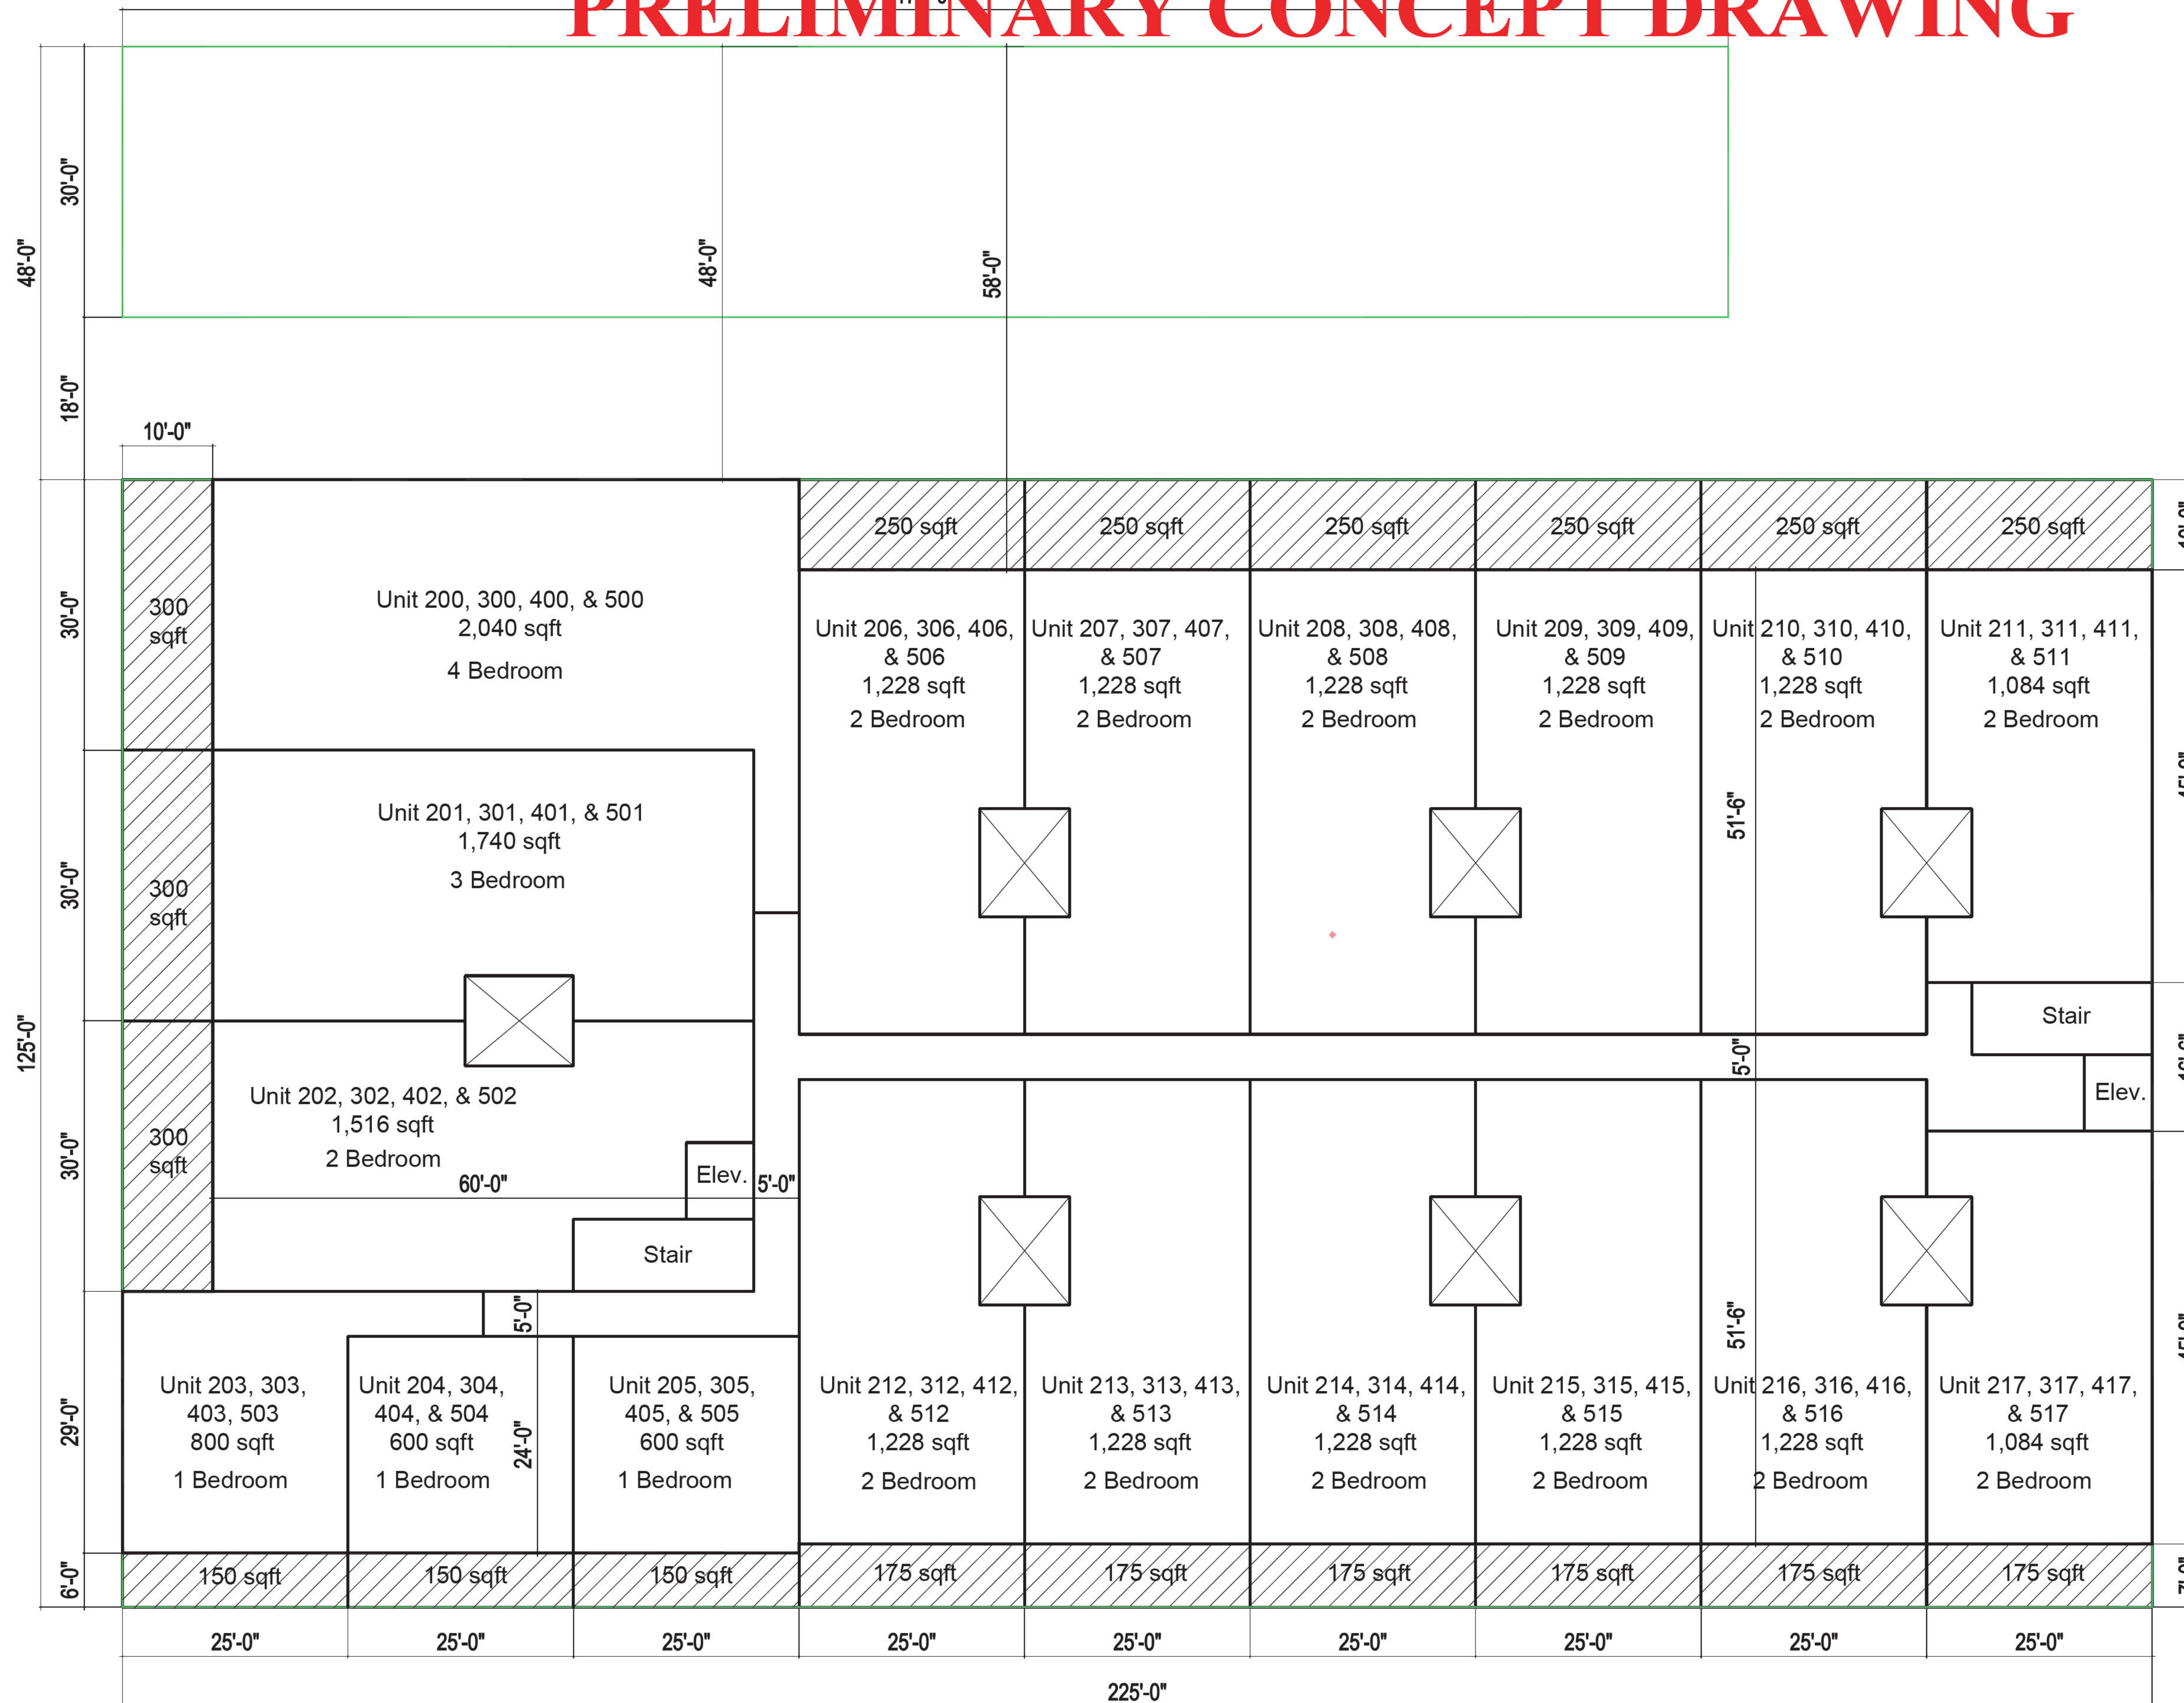 PRELIMINARY CONCEPT DRAWING
30'-0"
48'-0"
48'-0"
58'-0"
18'-0"
10'-0"
250 sqft
250 sqft
250 sqft
250 sqft
250 sqft
250 sqft
30'-0"
300
sqft
Unit 200, 300, 400, & 500
2,040 sqft
4 Bedroom
Unit 206, 306, 406,
& 506
1,228 sqft
2 Bedroom
Unit 207, 307, 407,
& 507
1,228 sqft
2 Bedroom
Unit 208, 308, 408,
& 508
1,228 sqft
2 Bedroom
Unit 209, 309, 409,
& 509
1,228 sqft
2 Bedroom
Unit 210, 310, 410,
& 510
1,228 sqft
2 Bedroom
Unit 211, 311, 411,
& 511
1,084 sqft
2 Bedroom
Unit 201, 301, 401, & 501
1,740 sqft
3 Bedroom
30'-0"
300
sqft
51'-6"
125'-0"
Stair
5'-0"
Elev.
Unit 202, 302, 402, & 502
1,516 sqft
2 Bedroom
30'-0"
300
sqft
60'-0"
Elev.
5'-0"
Stair
5'-0"
51'-6"
29'-0"
Unit 203, 303,
403, 503
800 sqft
1 Bedroom
Unit 204, 304,
404, & 504
600 sqft
1 Bedroom
24'-0"
Unit 205, 305,
405, & 505
600 sqft
1 Bedroom
Unit 212, 312, 412,
& 512
1,228 sqft
2 Bedroom
Unit 213, 313, 413,
& 513
1,228 sqft
2 Bedroom
Unit 214, 314, 414,
& 514
1,228 sqft
2 Bedroom
Unit 215, 315, 415,
& 515
1,228 sqft
2 Bedroom
Unit 216, 316, 416,
& 516
1,228 sqft
2 Bedroom
Unit 217, 317, 417,
& 517
1,084 sqft
2 Bedroom
6'-0"
150 sqft
150 sqft
150 sqft
175 sqft
175 sqft
175 sqft
175 sqft
175 sqft
175 sqft
25'-0"
25'-0"
25'-0"
25'-0"
25'-0"
25'-0"
25'-0"
25'-0"
25'-0"
225'-0"